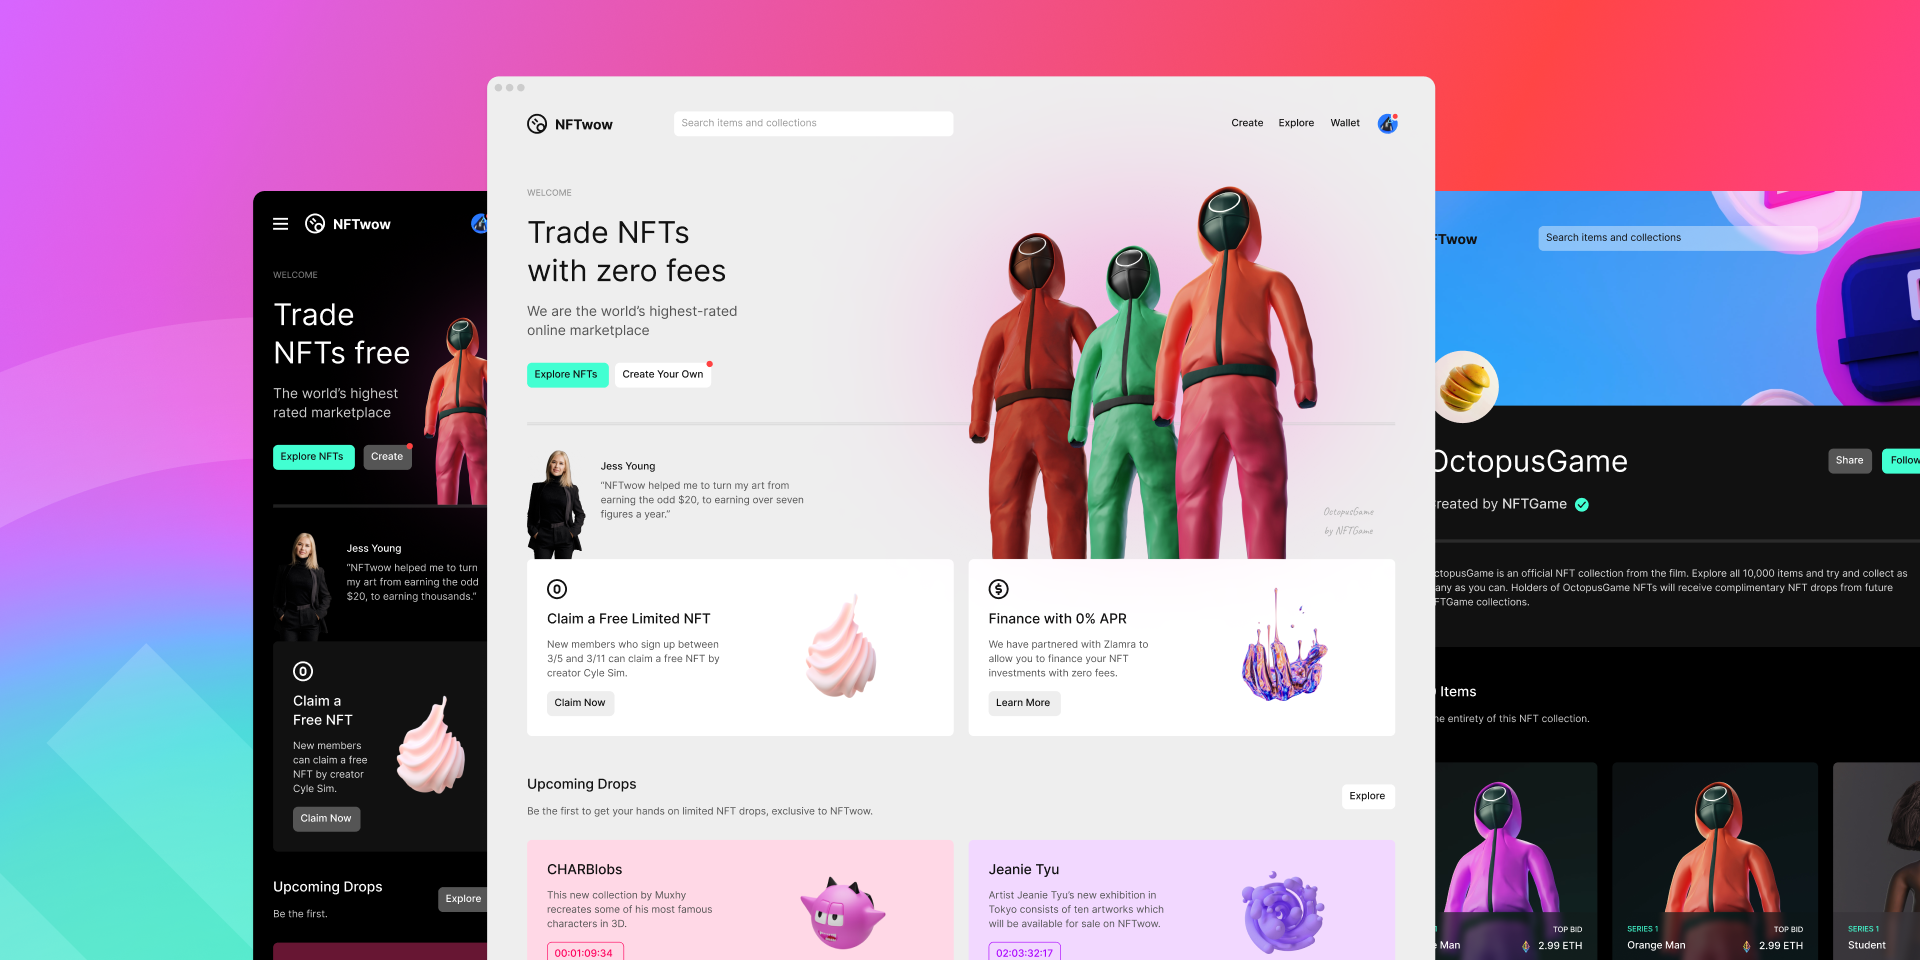 NFTwow
WELCOME
Trade
NFTs free
The world's highest
rated marketplace
Explore NFTs
Create
Jess Young
“NFTwow helped me to turn
my art from earning the odd
$20, to earning thousands.”
Claim a
Free NFT
New members
can claim a free
NFT by creator
Cyle Sim.
Claim Now
Upcoming Drops
Be the first.
Explore
NFTwow
Search items and collections
Create
Explore
Wallet
WELCOME
Trade NFTs
with zero fees
We are the world's highest-rated
online marketplace
Explore NFTs
Create Your Own
Jess Young
“NFTwow helped me to turn my art from
earning the odd $20, to earning over seven
figures a year.”
OctopusGame
by NFTGame
Claim a Free Limited NFT
New members who sign up between
3/5 and 3/11 can claim a free NFT by
creator Cyle Sim.
Claim Now
Finance with 0% APR
We have partnered with Zlamra to
allow you to finance your NFT
investments with zero fees.
Learn More
Upcoming Drops
Be the first to get your hands on limited NFT drops, exclusive to NFTwow.
Explore
CHARBlobs
This new collection by Muxhy
recreates some of his most famous
characters in 3D.
00:01:09:34
Jeanie Tyu
Artist Jeanie Tyu's new exhibition in
Tokyo consists of ten artworks which
will be available for sale on NFTwow.
02:03:32:17
FTwow
Search items and collections
OctopusGame
Share
Follow
reated by NFTGame
ctopusGame is an official NFT collection from the film. Explore all 10,000 items and try and collect as
any as you can. Holders of OctopusGame NFTs will receive complimentary NFT drops from future
FTGame collections.
Items
he entirety of this NFT collection.
TOP BID
e Man
2.99 ETH
SERIES 1
TOP BID
Orange Man
2.99 ETH
SERIES 1
Student